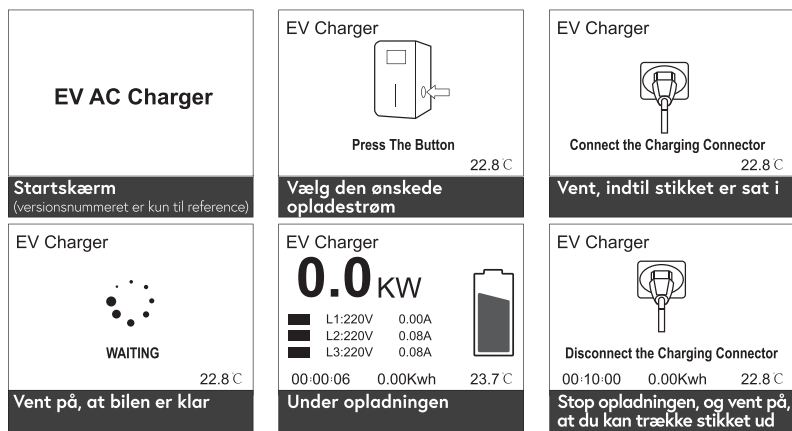 EV AC Charger
Startskærm
(versionsnummeret er kun til reference)
EV Charger
Press The Button
22.8℃
Vælg den ønskede
opladestrøm
EV Charger
Connect the Charging Connector
22.8℃
Vent, indtil stikket er sat i
EV Charger
WAITING
22.8℃
Vent på, at bilen er klar
EV Charger
0.0 KW
L1:220V 0.00A
L2:220V 0.08A
L3:220V 0.08A
00:00:06 0.00Kwh 23.7℃
Under opladningen
EV Charger
Disconnect the Charging Connector
00:10:00 0.00Kwh 22.8℃
Stop opladningen, og vent på,
at du kan trække stikket ud